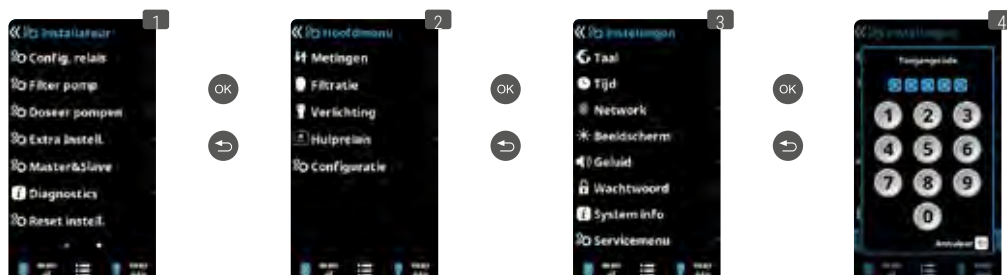 1
Installateur
Config. relais
Filter pomp
Doseer pompen
Extra instell.
Master&Slave
Diagnostics
Reset instell.
OK
2
Hoofdmenu
Metingen
Filtratie
Verlichting
Hulprelais
Configuratie
OK
3
Instellingen
Taal
Tijd
Network
Beeldscherm
Geluid
Wachtwoord
System info
Servicemenu
OK
4
Instellingen
Toegangscode
1 2 3
4 5 6
7 8 9
0
Annuleer